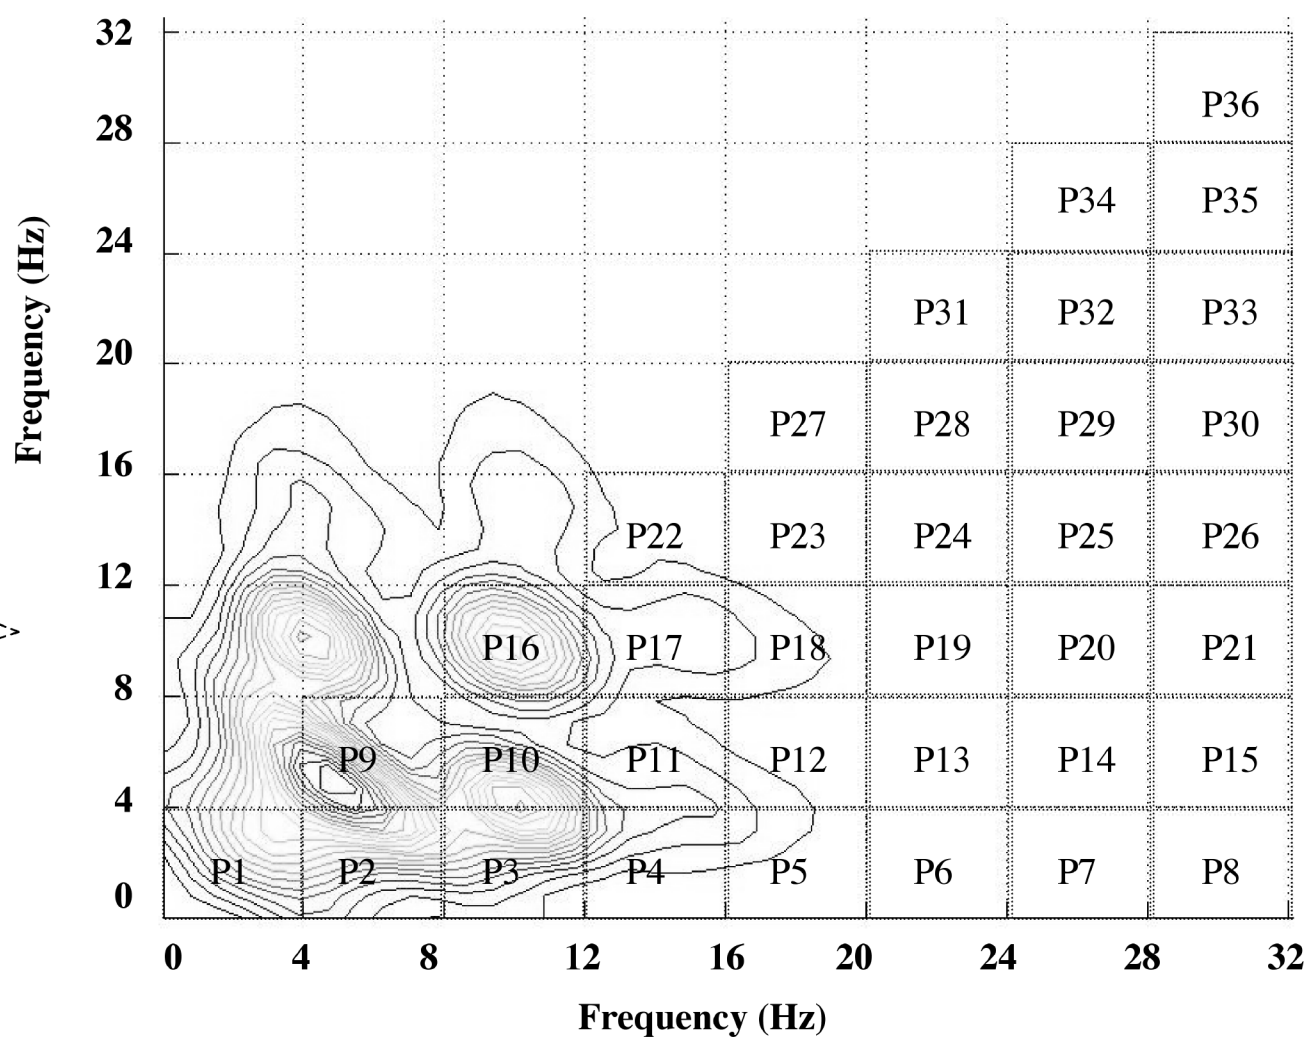 32
P36
28
P34 P35
24
P31 P32 P33
20
P27 P28 P29 P30
16
P22 P23 P24 P25 P26
12
P16 P17 P18 P19 P20 P21
8
P9 P10 P11 P12 P13 P14 P15
4
P1 P2 P3 P4 P5 P6 P7 P8
0
0 4 8 12 16 20 24 28 32
Frequency (Hz)
Frequency (Hz)